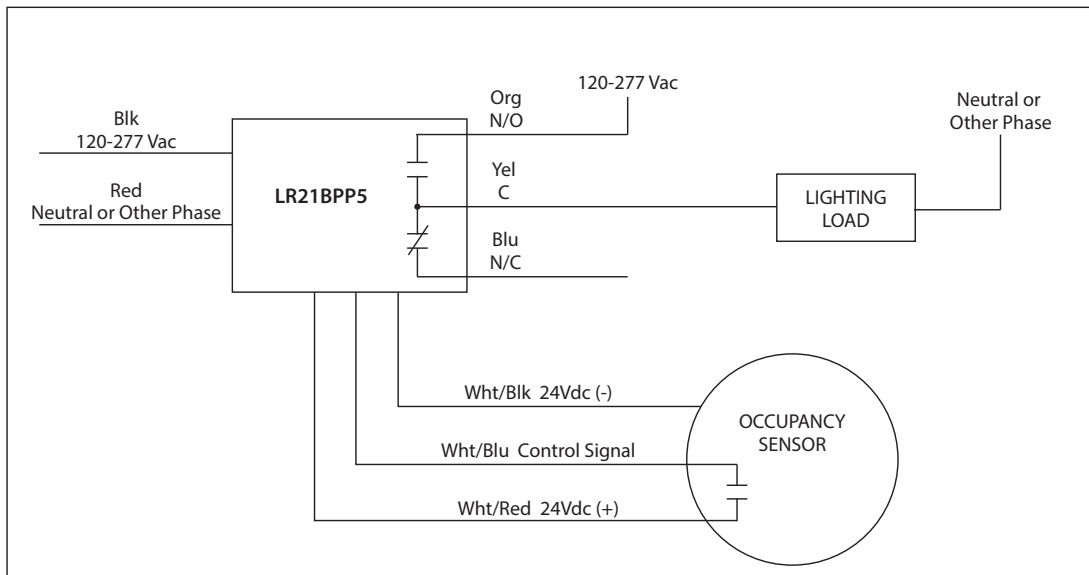 Blk
120-277 Vac
Red
Neutral or Other Phase
LR21BPP5
Org
N/O
120-277 Vac
Yel
C
Blu
N/C
LIGHTING
LOAD
Neutral or
Other Phase
Wht/Blk 24Vdc (-)
Wht/Blu Control Signal
Wht/Red 24Vdc (+)
OCCUPANCY
SENSOR